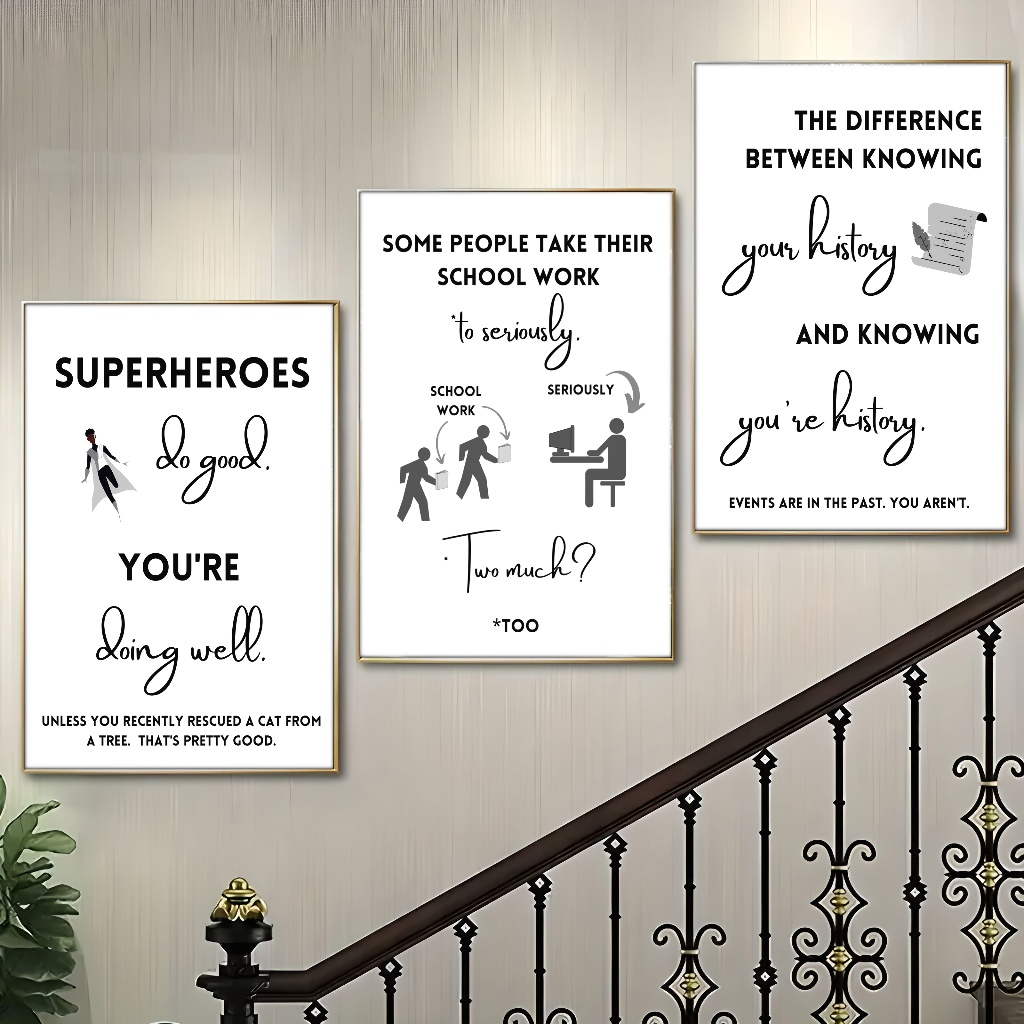 SUPERHEROES
do good.
YOU'RE
doing well.
UNLESS YOU RECENTLY RESCUED A CAT FROM
A TREE. THAT'S PRETTY GOOD.
SOME PEOPLE TAKE THEIR
SCHOOL WORK
*to seriously.
SCHOOL
WORK
SERIOUSLY
*Two much?
*TOO
THE DIFFERENCE
BETWEEN KNOWING
your history
AND KNOWING
you're history.
EVENTS ARE IN THE PAST. YOU AREN'T.